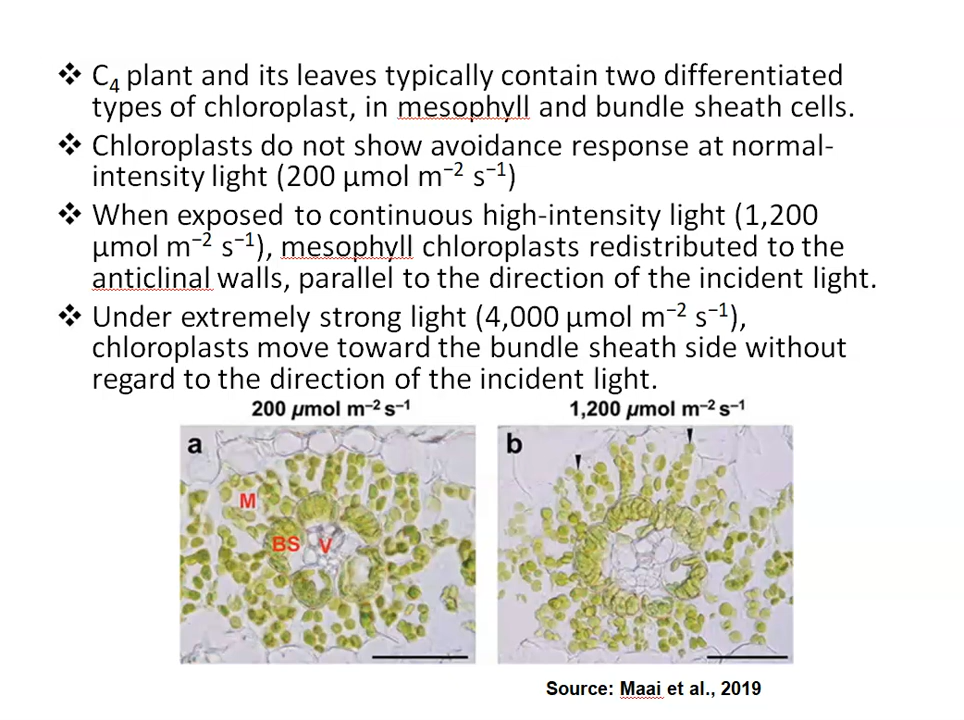 ❖ C₄ plant and its leaves typically contain two differentiated
types of chloroplast, in mesophyll and bundle sheath cells.
❖ Chloroplasts do not show avoidance response at normal-
intensity light (200 µmol m⁻² s⁻¹)
❖ When exposed to continuous high-intensity light (1,200
µmol m⁻² s⁻¹), mesophyll chloroplasts redistributed to the
anticlinal walls, parallel to the direction of the incident light.
❖ Under extremely strong light (4,000 µmol m⁻² s⁻¹),
chloroplasts move toward the bundle sheath side without
regard to the direction of the incident light.
200 µmol m⁻² s⁻¹
1,200 µmol m⁻² s⁻¹
a
M
BS V
b
Source: Maai et al., 2019